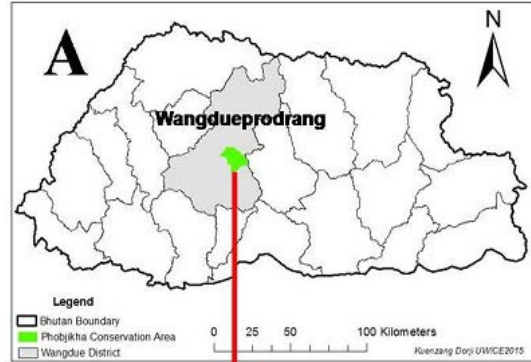 A
N
Wangdueprodrang
Legend
Bhutan Boundary
Phobjikha Conservation Area
Wangdue District
0 25 50 100 Kilometers
Kuenzang Dorji UWICE2015